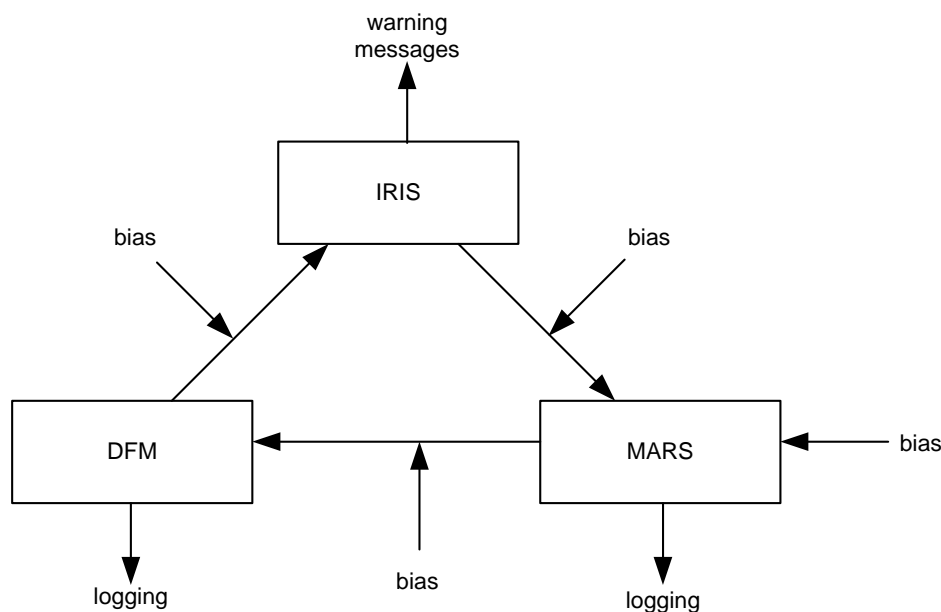 warning
messages
IRIS
bias
bias
DFM
MARS
bias
bias
logging
logging